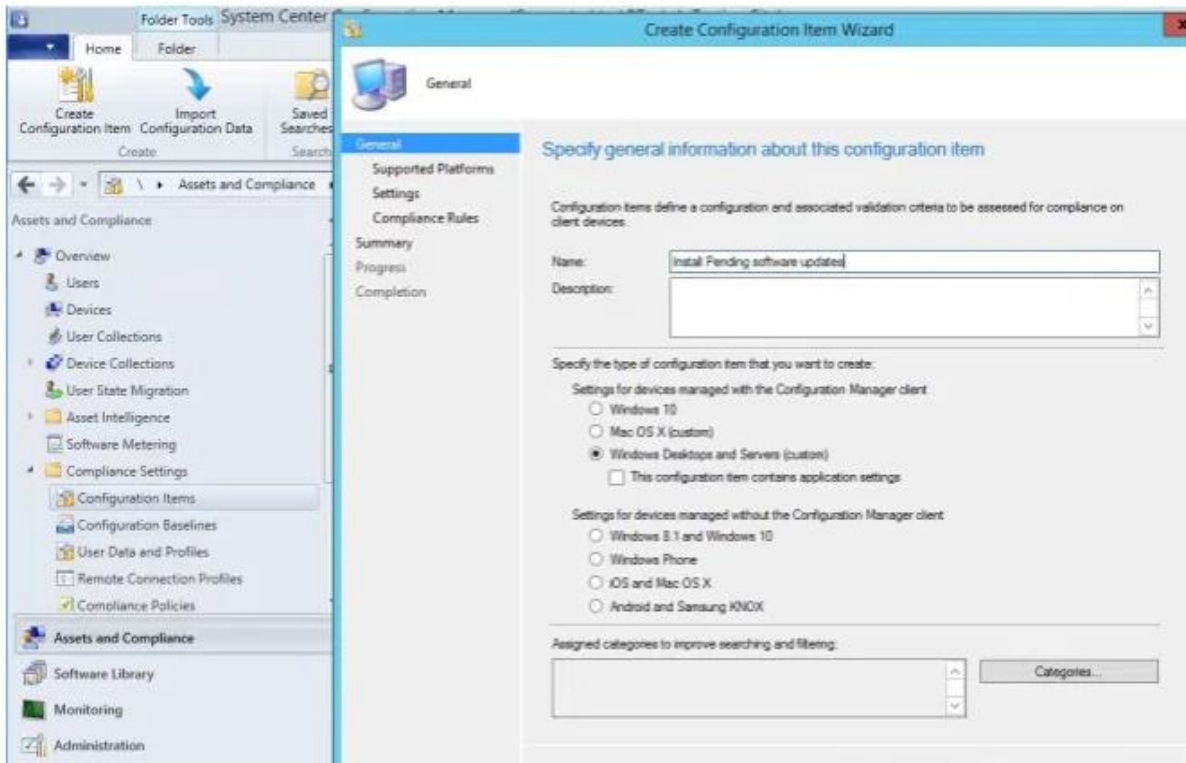 Folder Tools System Center
Create Configuration Item Wizard
Home Folder
General
Create
Configuration Item
Import
Configuration Data
Saved
Searches
Create
Search
\ Assets and Compliance
Assets and Compliance
Overview
Users
Devices
User Collections
Device Collections
User State Migration
Asset Intelligence
Software Metering
Compliance Settings
Configuration Items
Configuration Baselines
User Data and Profiles
Remote Connection Profiles
Compliance Policies
Assets and Compliance
Software Library
Monitoring
Administration
General
Supported Platforms
Settings
Compliance Rules
Summary
Progress
Completion
Specify general information about this configuration item
Configuration items define a configuration and associated validation criteria to be assessed for compliance on
client devices.
Name: Install Pending software updates
Description:
Specify the type of configuration item that you want to create:
Settings for devices managed with the Configuration Manager client
Windows 10
Mac OS X (custom)
Windows Desktops and Servers (custom)
This configuration item contains application settings
Settings for devices managed without the Configuration Manager client
Windows 8.1 and Windows 10
Windows Phone
iOS and Mac OS X
Android and Samsung KNOX
Assigned categories to improve searching and filtering:
Categories...